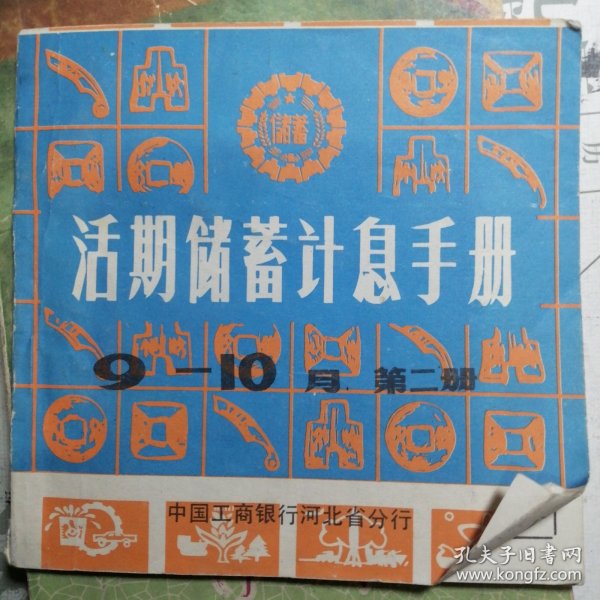 储蓄
活期储蓄计息手册
9—10月 第二册
中国工商银行河北省分行
孔夫子旧书网
www.kongfz.com